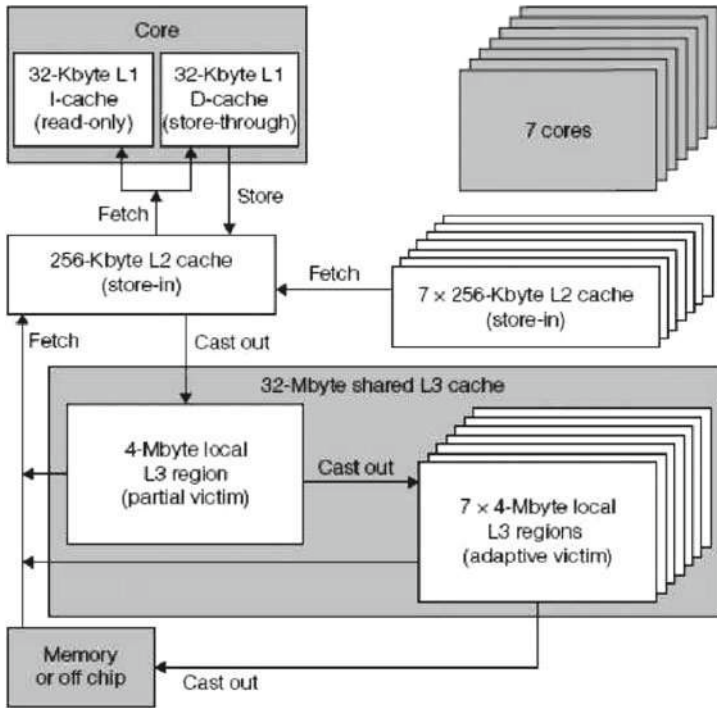 Core
32-Kbyte L1
I-cache
(read-only)
32-Kbyte L1
D-cache
(store-through)
7 cores
Fetch
Store
256-Kbyte L2 cache
(store-in)
Fetch
7 × 256-Kbyte L2 cache
(store-in)
Fetch
Cast out
32-Mbyte shared L3 cache
4-Mbyte local
L3 region
(partial victim)
Cast out
7 × 4-Mbyte local
L3 regions
(adaptive victim)
Memory
or off chip
Cast out